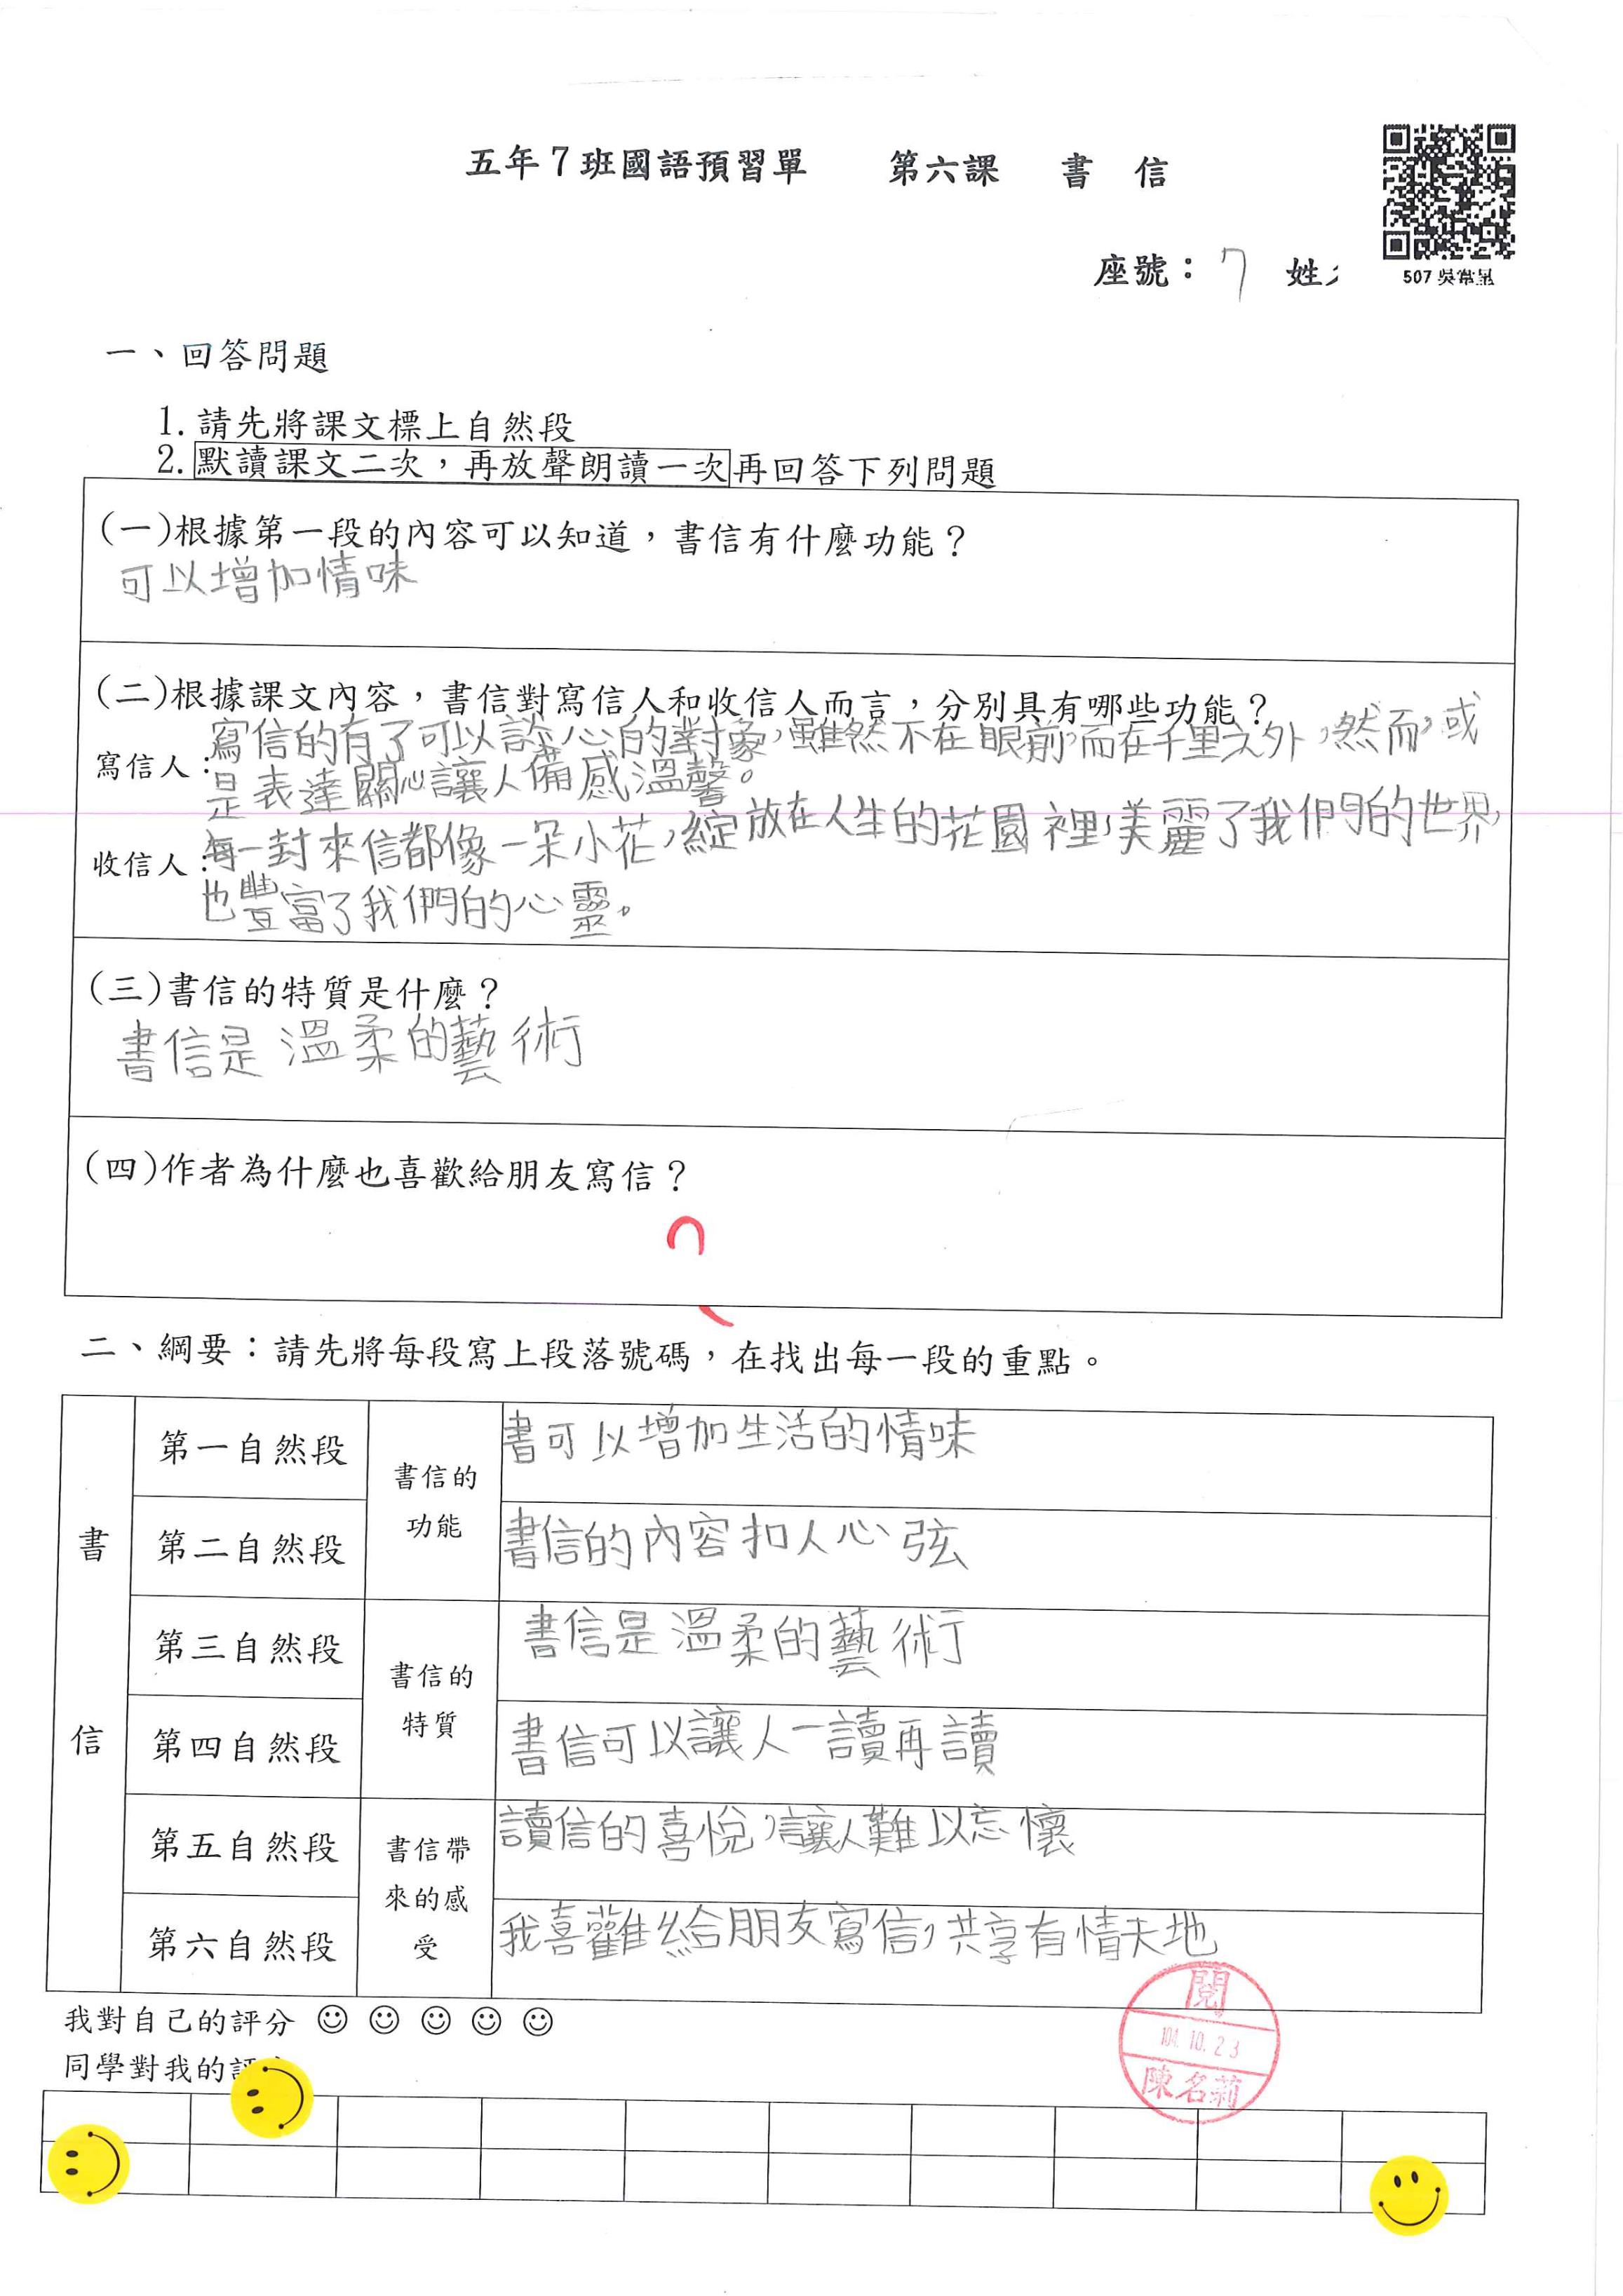 五年7班國語預習單 第六課 書 信
座號：7 姓
507 吳常
一、回答問題
1. 請先將課文標上自然段
2. 默讀課文二次，再放聲朗讀一次再回答下列問題
(一)根據第一段的內容可以知道，書信有什麼功能？
可以增加情味
(二)根據課文內容，書信對寫信人和收信人而言，分別具有哪些功能？
寫信人：寫信的有了可以談心的對象，雖然不在眼前，而在千里之外，然而，或
是表達關心讓人備感溫馨。
收信人：每一封來信都像一朵小花，綻放在人生的花園裡，美麗了我們的世界，
也豐富了我們的心靈。
(三)書信的特質是什麼？
書信是溫柔的藝術
(四)作者為什麼也喜歡給朋友寫信？
二、綱要：請先將每段寫上段落號碼，在找出每一段的重點。
書信
第一自然段 書信的功能 書可以增加生活的情味
第二自然段 書信的內容扣人心弦
第三自然段 書信的特質 書信是溫柔的藝術
第四自然段 書信可以讓人一讀再讀
第五自然段 書信帶來的感受 讀信的喜悅，讓人難以忘懷
第六自然段 我喜難給朋友寫信，共享有情天地
我對自己的評分 ☺ ☺ ☺ ☺ ☺
同學對我的評
閱
104.10.23
陳名莉